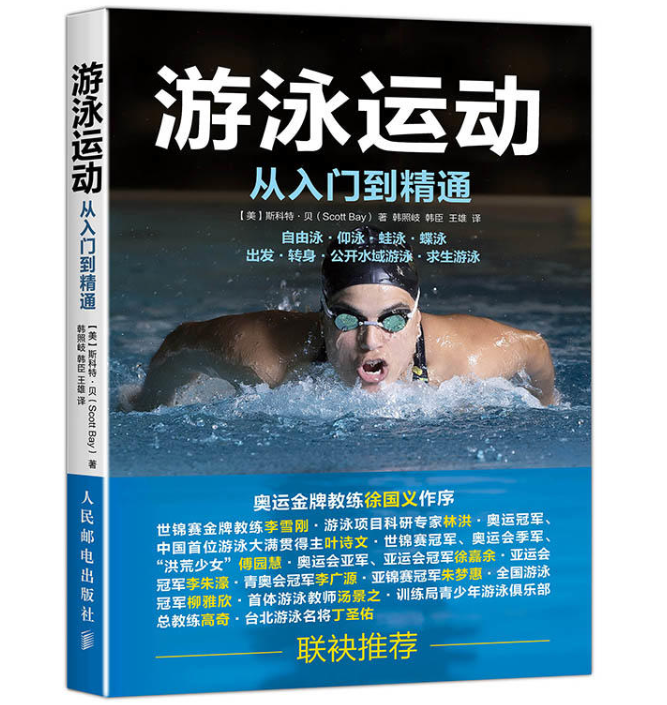 游泳运动
从入门到精通
【美】斯科特·贝（Scott Bay）著 韩照岐 韩臣 王雄 译
自由泳·仰泳·蛙泳·蝶泳
出发·转身·公开水域游泳·求生游泳
奥运金牌教练徐国义作序
世锦赛金牌教练李雪刚·游泳项目科研专家林洪·奥运冠军、
中国首位游泳大满贯得主叶诗文·世锦赛冠军、奥运会季军、
“洪荒少女”傅园慧·奥运会亚军、亚运会冠军徐嘉余·亚运会
冠军李朱濠·青奥会冠军李广源·亚锦赛冠军朱梦惠·全国游泳
冠军柳雅欣·首体游泳教师汤景之·训练局青少年游泳俱乐部
总教练高奇·台北游泳名将丁圣佑
联袂推荐
游泳运动
从入门到精通
【美】斯科特·贝（Scott Bay）著
韩照岐 韩臣 王雄 译
人民邮电出版社